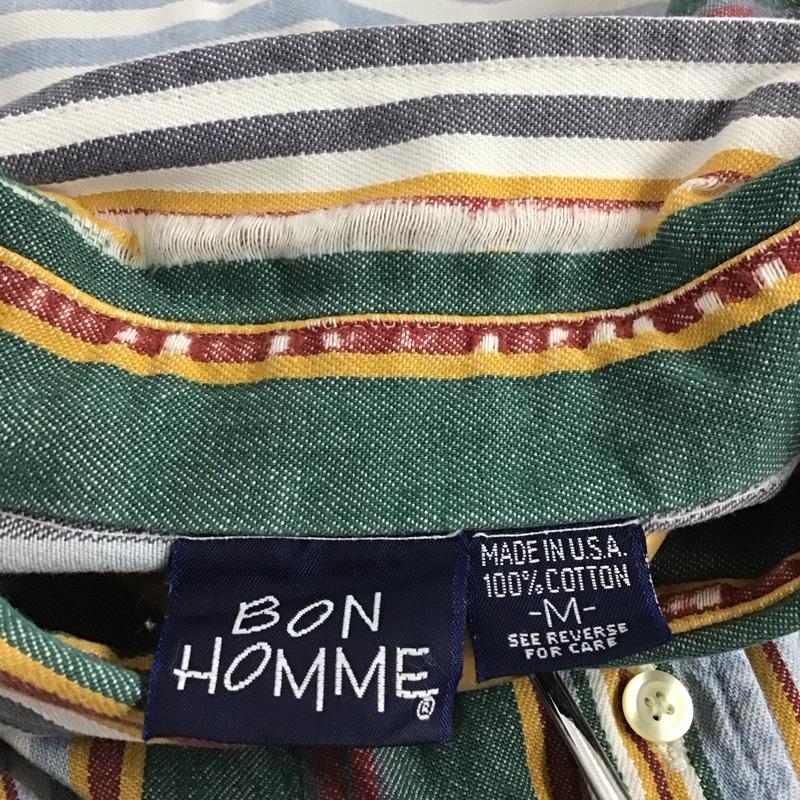 BON
HOMME
®
MADE IN U.S.A.
100% COTTON
-M-
SEE REVERSE
FOR CARE